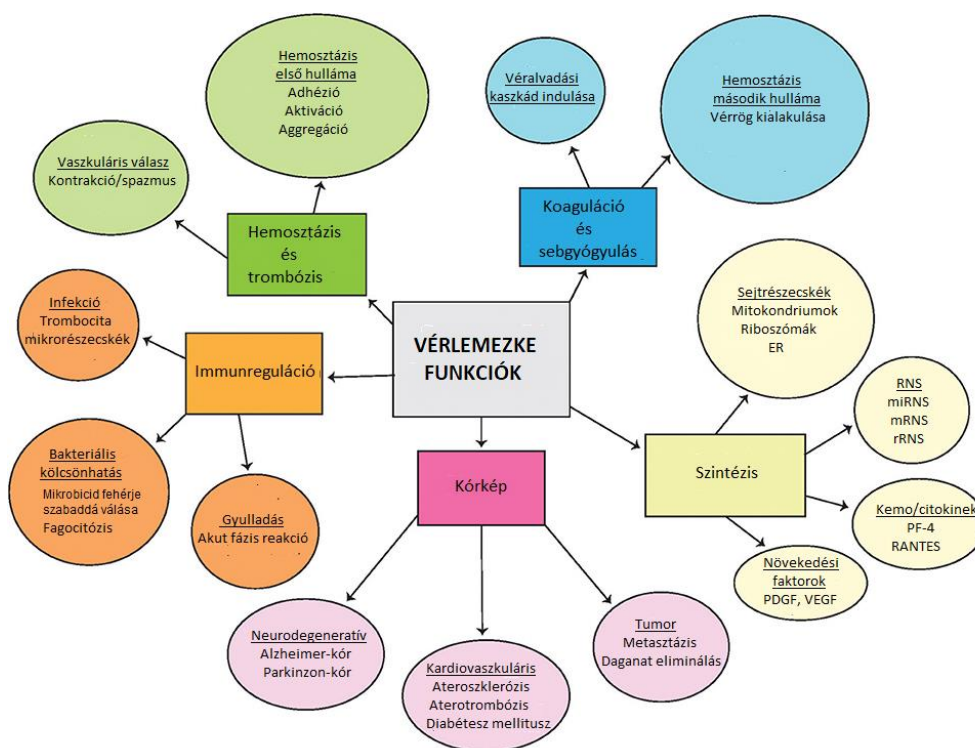 Hemosztázis
első hulláma
Adhézió
Aktiváció
Aggregáció
Véralvadási
kaszkád indulása
Hemosztázis
második hulláma
Vérrög kialakulása
Vaszkuláris válasz
Kontrakció/spazmus
Hemosztázis
és
trombózis
Koaguláció
és
sebgyógyulás
Infekció
Trombocita
mikrorészecskék
Immunreguláció
VÉRLEMEZKE
FUNKCIÓK
Sejtrészecskék
Mitokondriumok
Riboszómák
ER
RNS
miRNS
mRNS
rRNS
Bakteriális
kölcsönhatás
Mikrobicid fehérje
szabaddá válása
Fagocitózis
Gyulladás
Akut fázis reakció
Kórkép
Szintézis
Kemo/citokinek
PF-4
RANTES
Növekedési
faktorok
PDGF, VEGF
Neurodegeneratív
Alzheimer-kór
Parkinzon-kór
Kardiovaszkuláris
Ateroszklerózis
Aterotrombózis
Diabétesz mellitusz
Tumor
Metasztázis
Daganat eliminálás